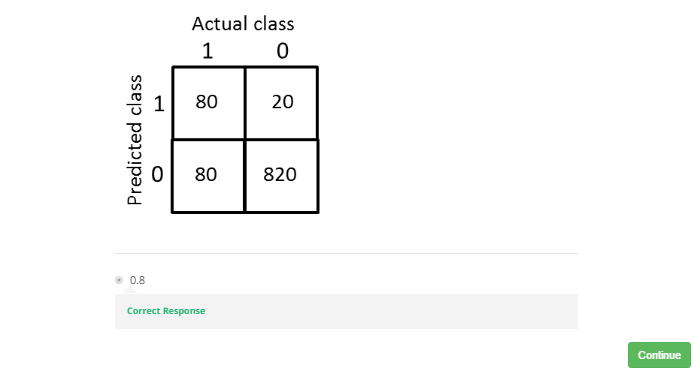 Actual class
1 0
Predicted class
1 80 20
0 80 820
0.8
Correct Response
Continue